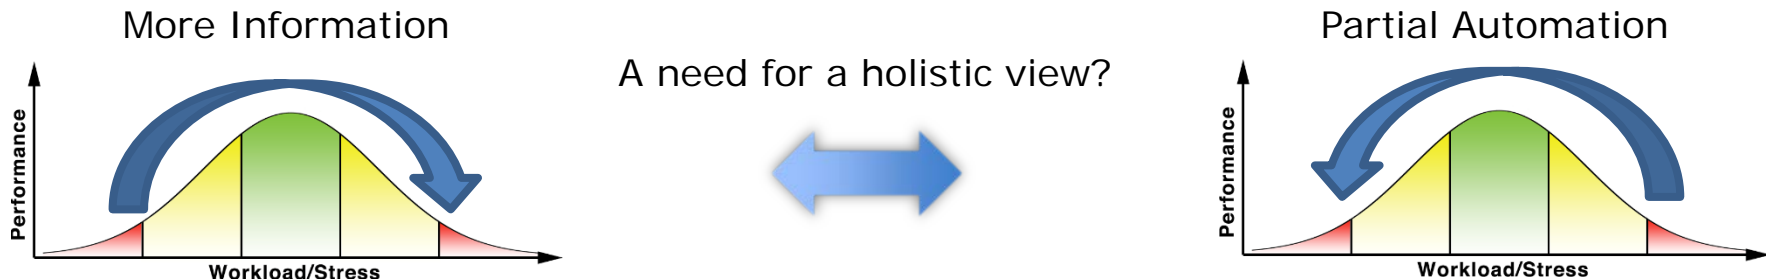 More Information
Performance
Workload/Stress
A need for a holistic view?
Partial Automation
Performance
Workload/Stress